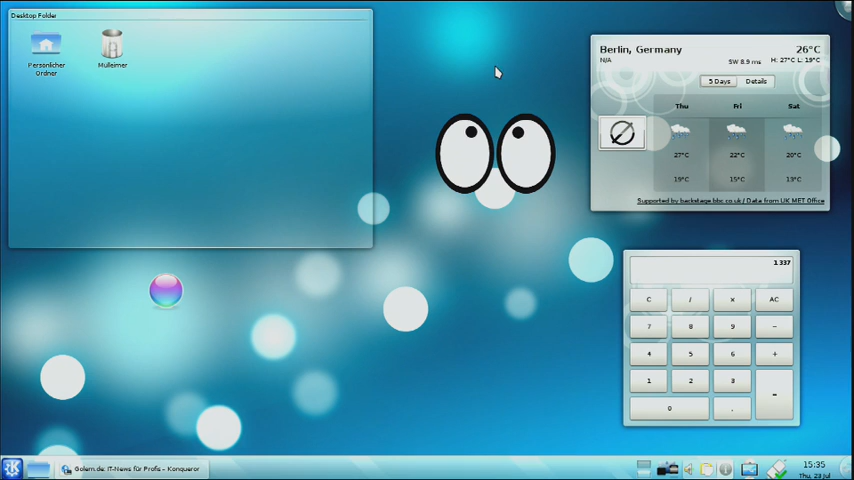 Desktop Folder
Persönlicher
Ordner
Mülleimer
Berlin, Germany
26°C
N/A
SW 8.9 ms
H: 27°C L: 19°C
5 Days
Details
Thu
Fri
Sat
27°C
22°C
20°C
19°C
15°C
13°C
Supported by backstage.bbc.co.uk / Data from UK MET Office
1337
C
/
×
AC
7
8
9
−
4
5
6
+
1
2
3
=
0
.
Golem.de: IT-News für Profis – Konqueror
15:35
Thu, 23 Jul